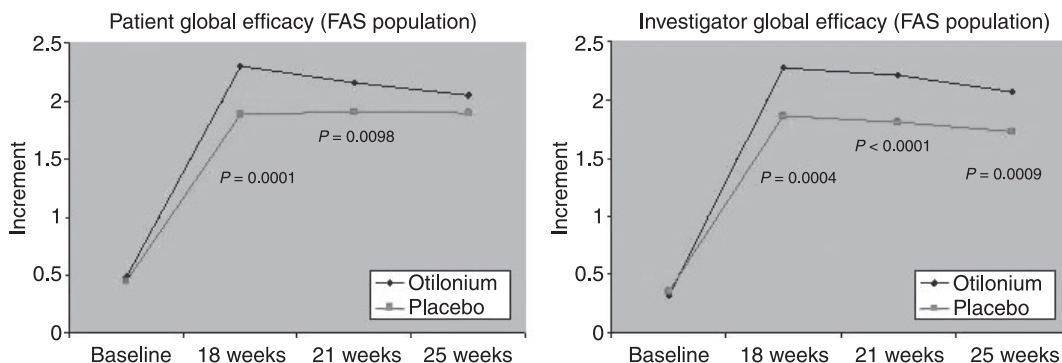 Patient global efficacy (FAS population)
2.5
2
1.5
1
0.5
0
Increment
P = 0.0098
P = 0.0001
Otilonium
Placebo
Baseline 18 weeks 21 weeks 25 weeks
Investigator global efficacy (FAS population)
2.5
2
1.5
1
0.5
0
Increment
P < 0.0001
P = 0.0004
P = 0.0009
Otilonium
Placebo
Baseline 18 weeks 21 weeks 25 weeks